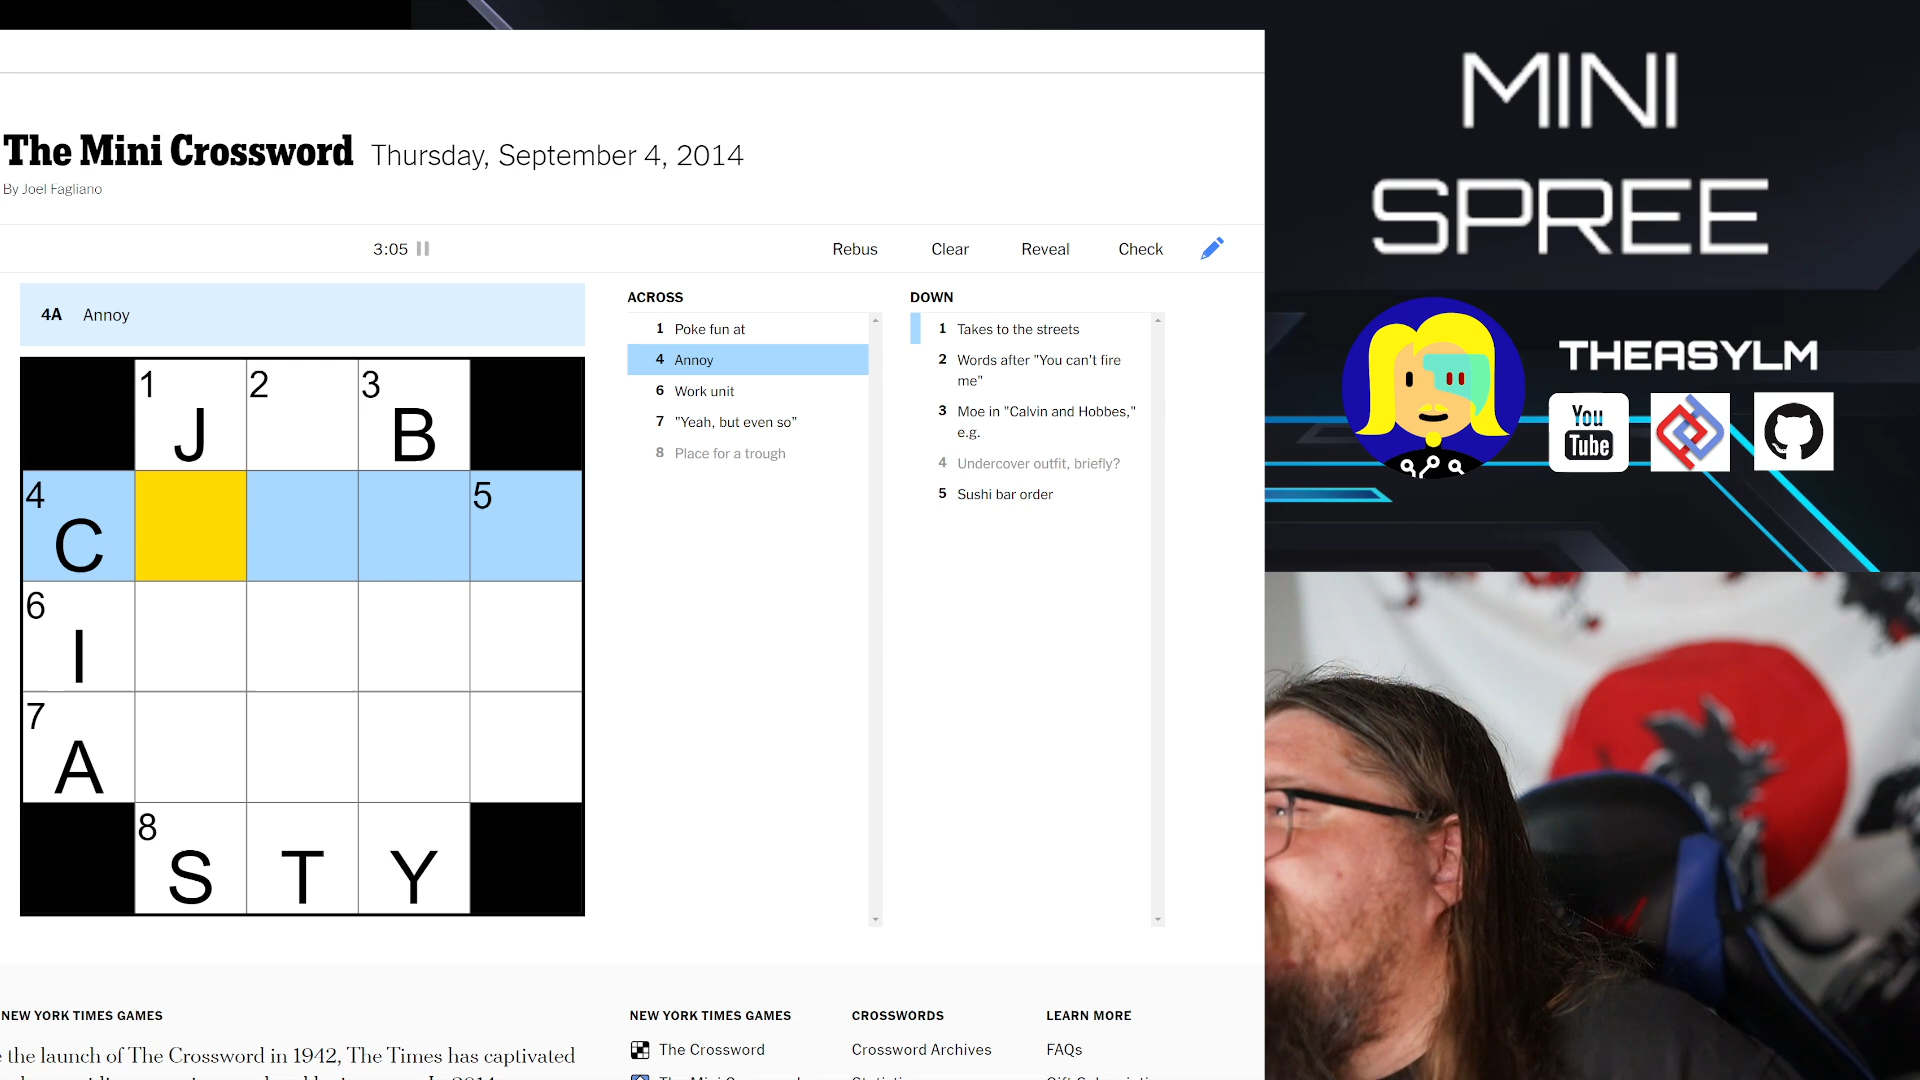 MINI
SPREE
THEASYLM
You
Tube
The Mini Crossword Thursday, September 4, 2014
By Joel Fagliano
3:05
Rebus Clear Reveal Check
4A Annoy
1 J 2 3 B
4 C 5
6 I
7 A
8 S T Y
ACROSS
1 Poke fun at
4 Annoy
6 Work unit
7 "Yeah, but even so"
8 Place for a trough
DOWN
1 Takes to the streets
2 Words after "You can't fire
me"
3 Moe in "Calvin and Hobbes,"
e.g.
4 Undercover outfit, briefly?
5 Sushi bar order
NEW YORK TIMES GAMES
the launch of The Crossword in 1942, The Times has captivated
NEW YORK TIMES GAMES
The Crossword
CROSSWORDS
Crossword Archives
LEARN MORE
FAQs